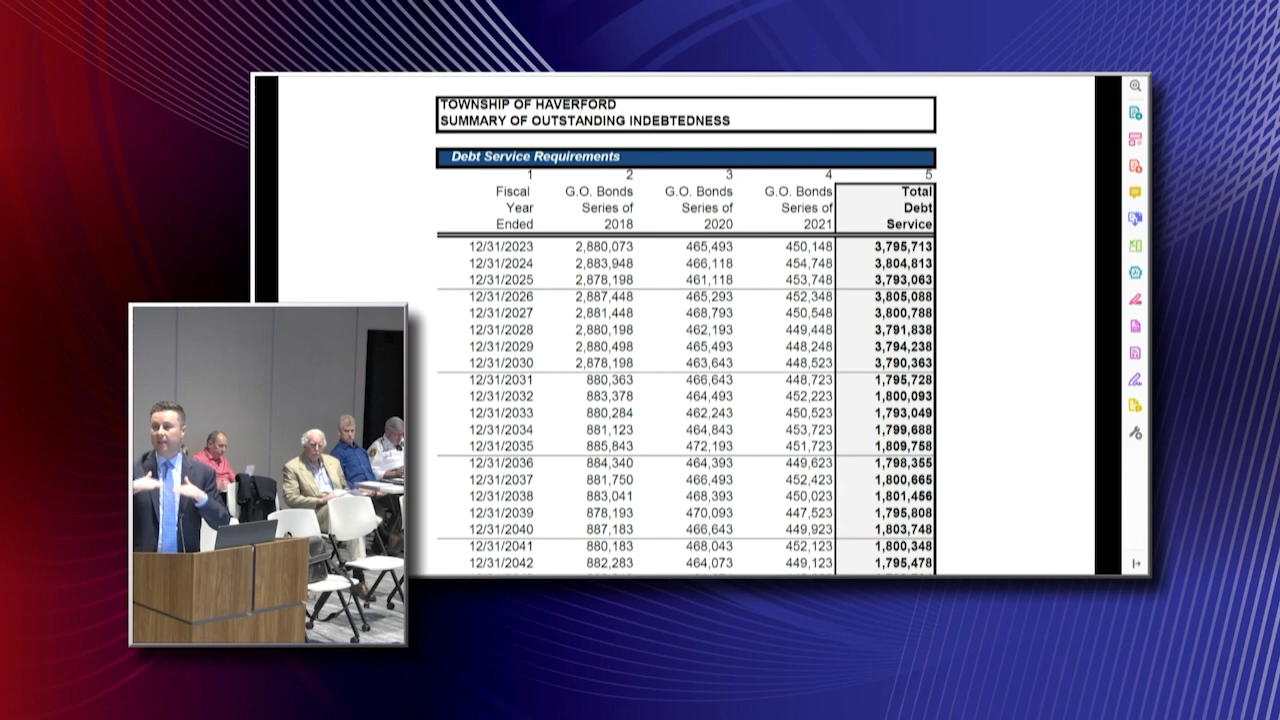 TOWNSHIP OF HAVERFORD
SUMMARY OF OUTSTANDING INDEBTEDNESS
Debt Service Requirements
1 2 3 4 5
Fiscal G.O. Bonds G.O. Bonds G.O. Bonds Total
Year Series of Series of Series of Debt
Ended 2018 2020 2021 Service
12/31/2023 2,880,073 465,493 450,148 3,795,713
12/31/2024 2,883,948 466,118 454,748 3,804,813
12/31/2025 2,878,198 461,118 453,748 3,793,063
12/31/2026 2,887,448 465,293 452,348 3,805,088
12/31/2027 2,881,448 468,793 450,548 3,800,788
12/31/2028 2,880,198 462,193 449,448 3,791,838
12/31/2029 2,880,498 465,493 448,248 3,794,238
12/31/2030 2,878,198 463,643 448,523 3,790,363
12/31/2031 880,363 466,643 448,723 1,795,728
12/31/2032 883,378 464,493 452,223 1,800,093
12/31/2033 880,284 462,243 450,523 1,793,049
12/31/2034 881,123 464,843 453,723 1,799,688
12/31/2035 885,843 472,193 451,723 1,809,758
12/31/2036 884,340 464,393 449,623 1,798,355
12/31/2037 881,750 466,493 452,423 1,800,665
12/31/2038 883,041 468,393 450,023 1,801,456
12/31/2039 878,193 470,093 447,523 1,795,808
12/31/2040 887,183 466,643 449,923 1,803,748
12/31/2041 880,183 468,043 452,123 1,800,348
12/31/2042 882,283 464,073 449,123 1,795,478